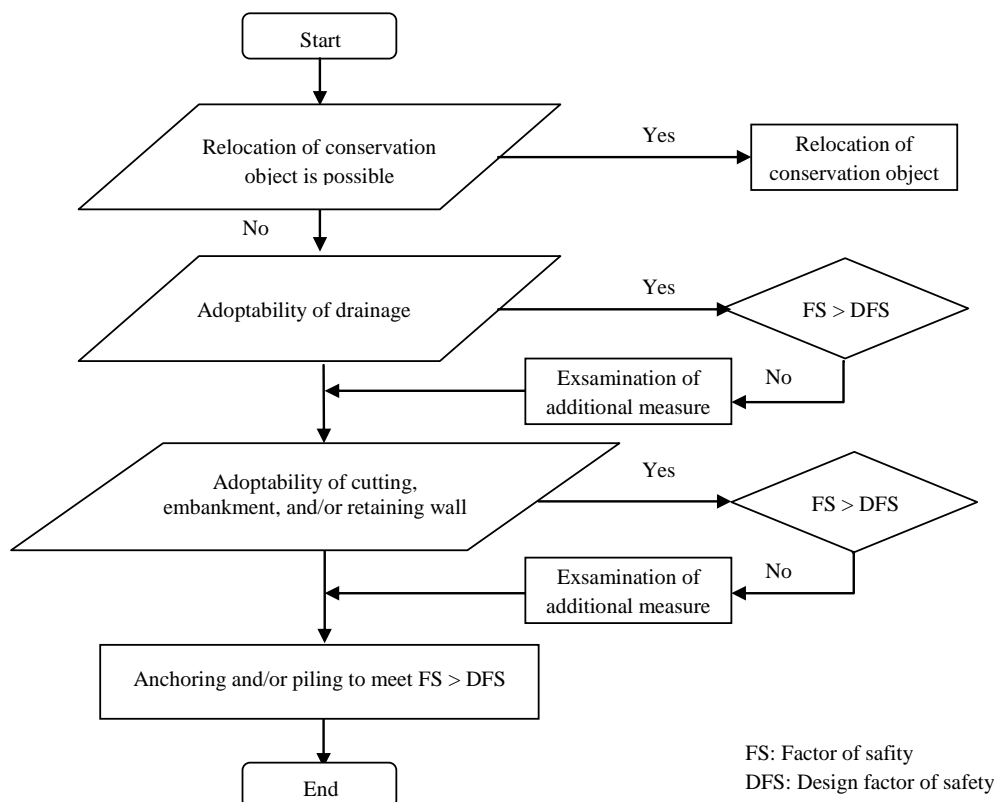 Start
Relocation of conservation
object is possible
Yes
Relocation of
conservation object
No
Adoptability of drainage
Yes
FS > DFS
No
Exsamination of
additional measure
Adoptability of cutting,
embankment, and/or retaining wall
Yes
FS > DFS
No
Exsamination of
additional measure
Anchoring and/or piling to meet FS > DFS
End
FS: Factor of safity
DFS: Design factor of safety